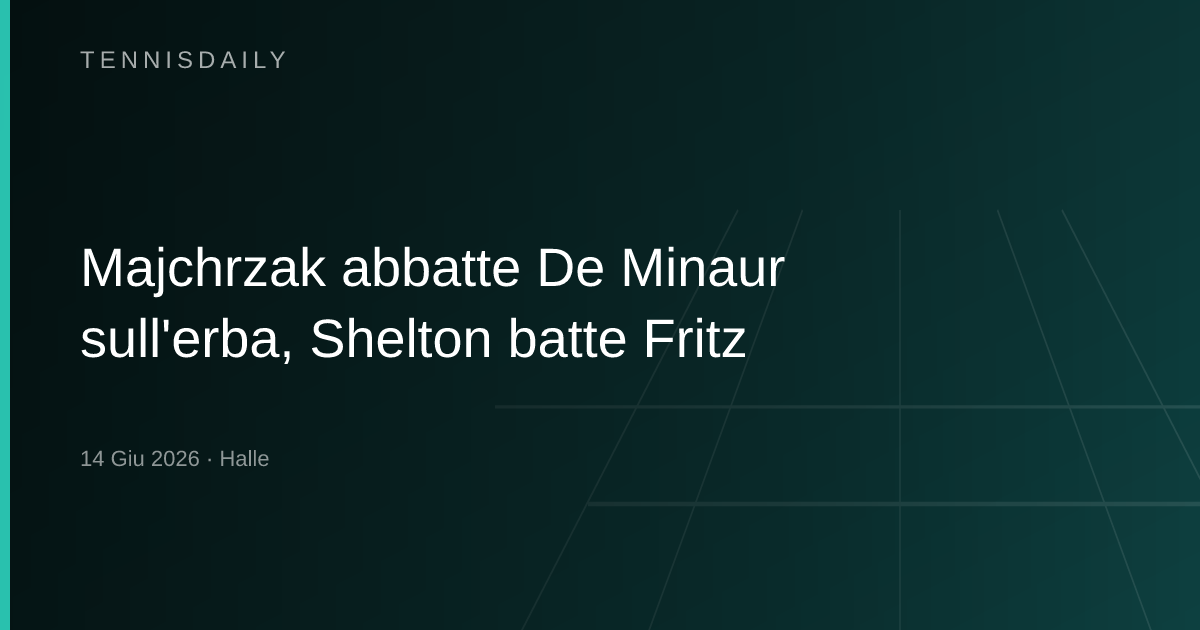 TENNISDAILY
Majchrzak abbatte De Minaur
sull'erba, Shelton batte Fritz
14 Giu 2026 · Halle